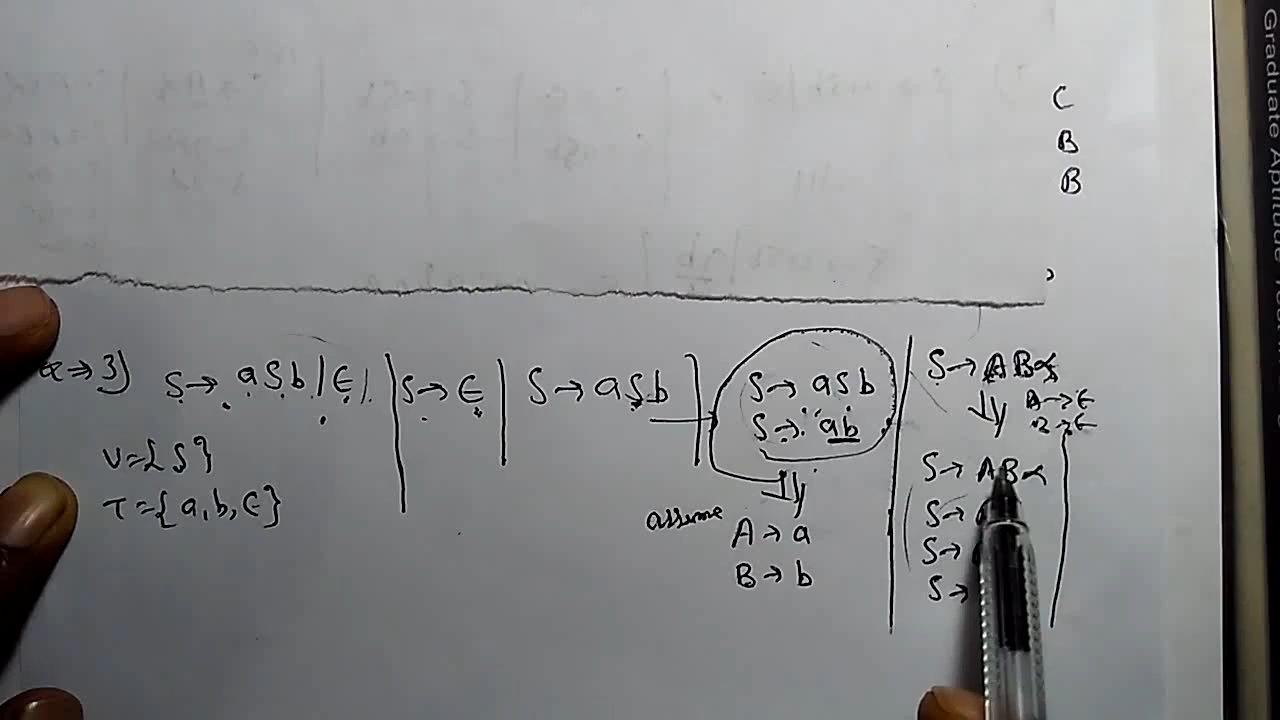 Graduate Aptitude
C
B
B
3) S → aSb | ϵ |
V = { S }
T = { a, b, ϵ }
S → ϵ
S → aSb
S → aSb
S → ab
assume
A → a
B → b
S → ABα
A → ϵ
B → ϵ
S → ABα
S →
S →
S →